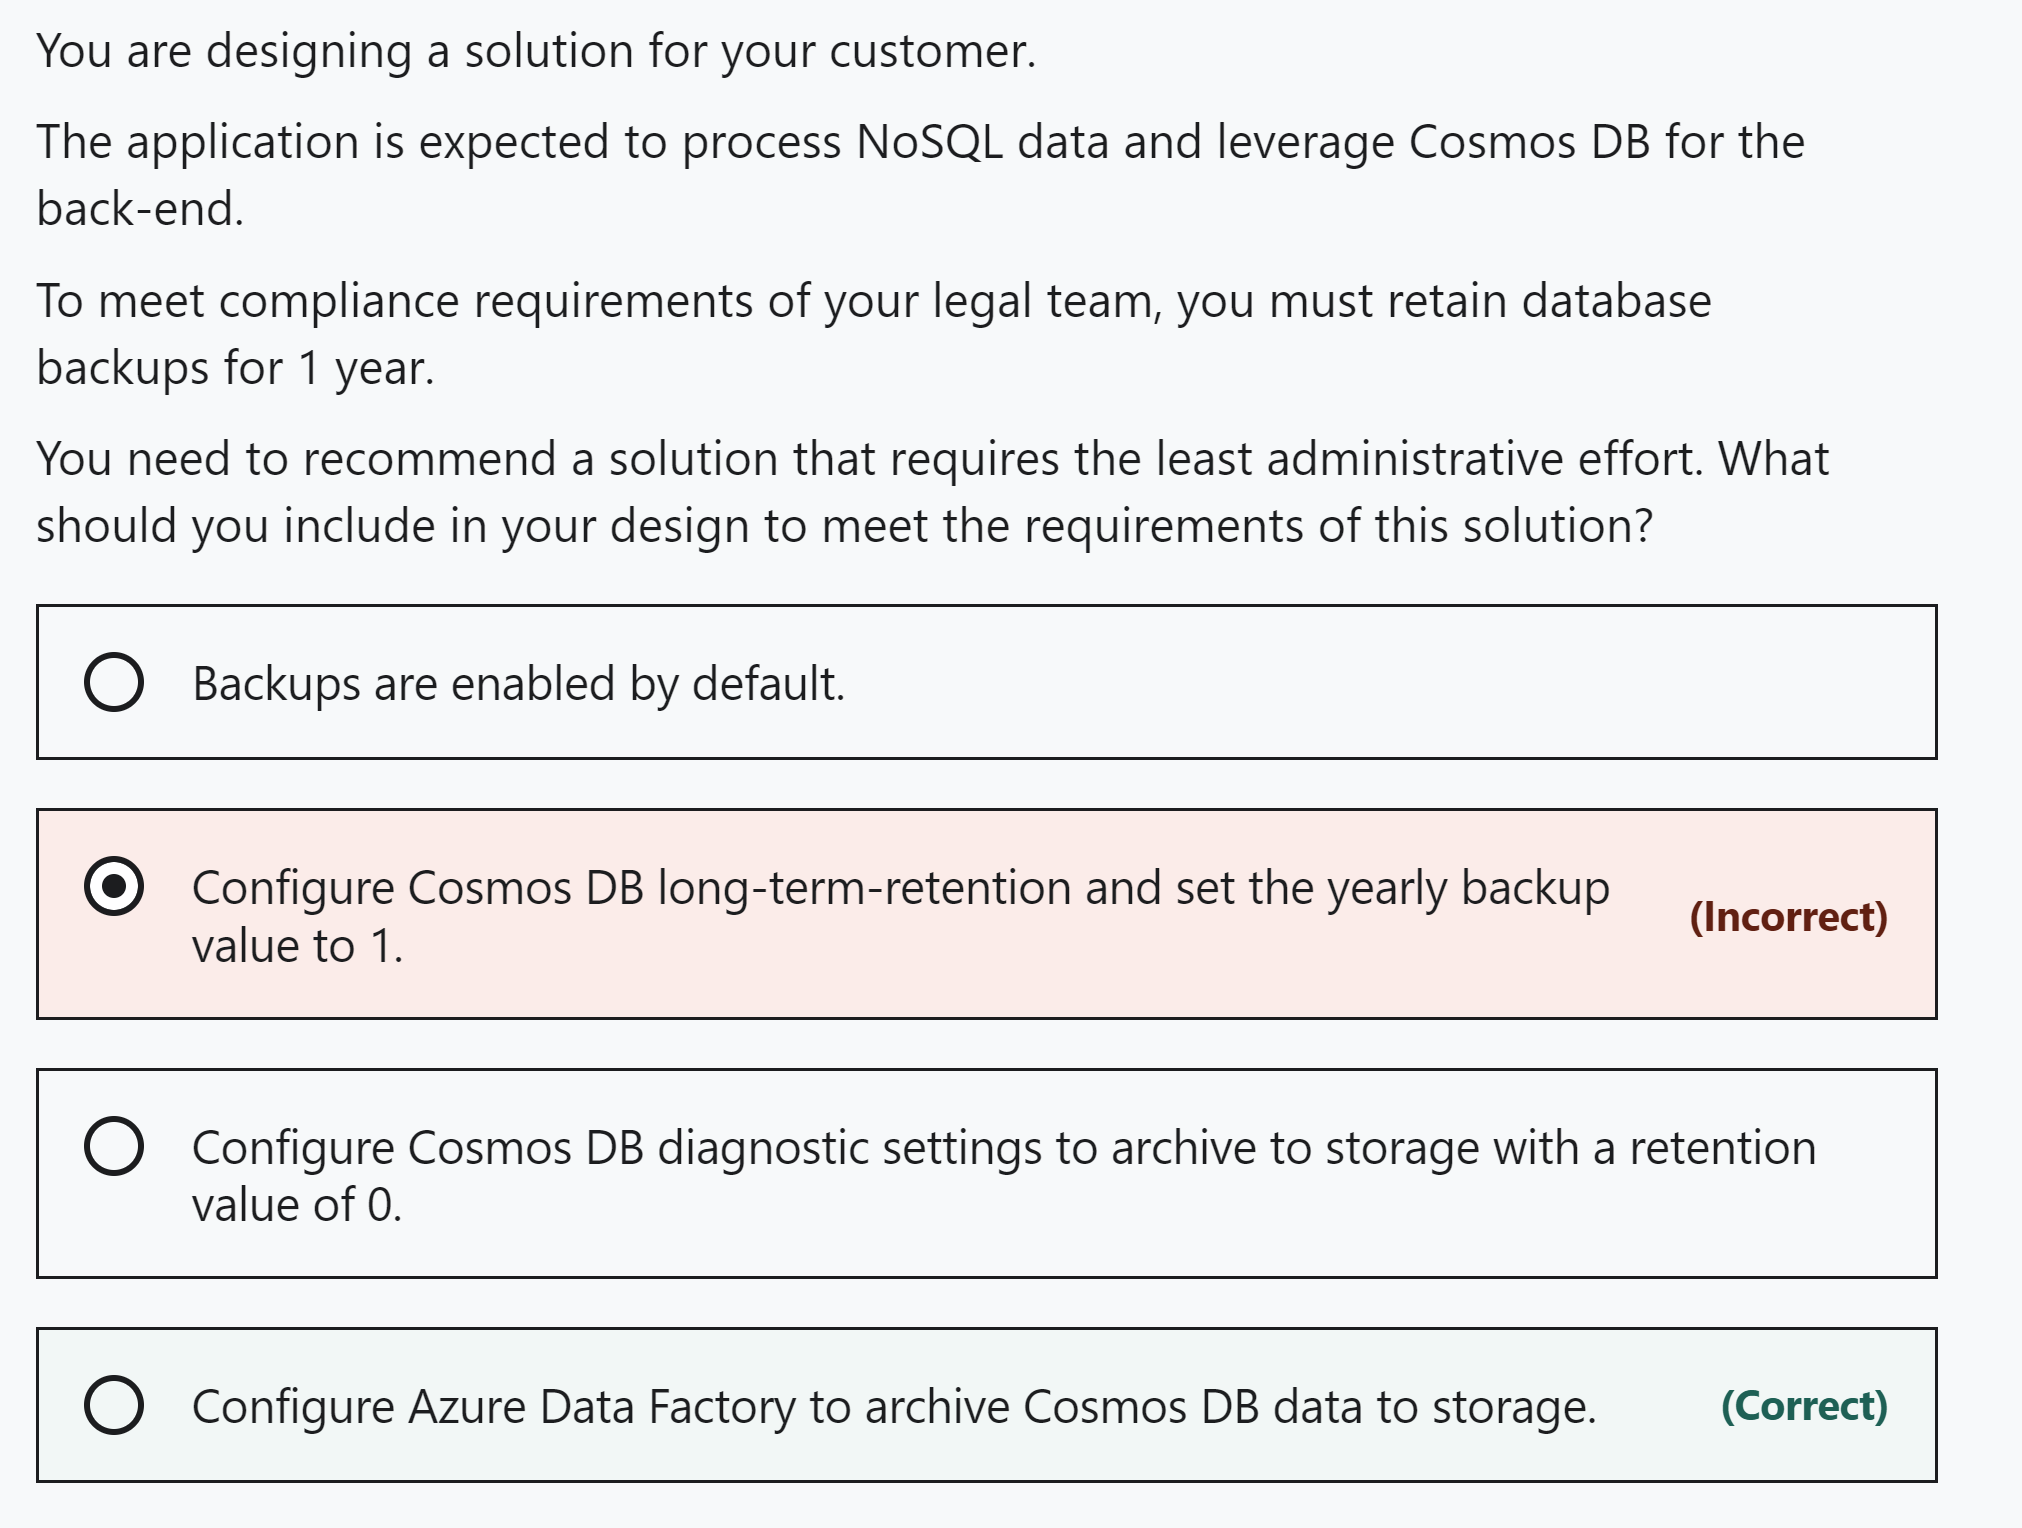 You are designing a solution for your customer.
The application is expected to process NoSQL data and leverage Cosmos DB for the
back-end.
To meet compliance requirements of your legal team, you must retain database
backups for 1 year.
You need to recommend a solution that requires the least administrative effort. What
should you include in your design to meet the requirements of this solution?
Backups are enabled by default.
Configure Cosmos DB long-term-retention and set the yearly backup
value to 1.
(Incorrect)
Configure Cosmos DB diagnostic settings to archive to storage with a retention
value of 0.
Configure Azure Data Factory to archive Cosmos DB data to storage.
(Correct)